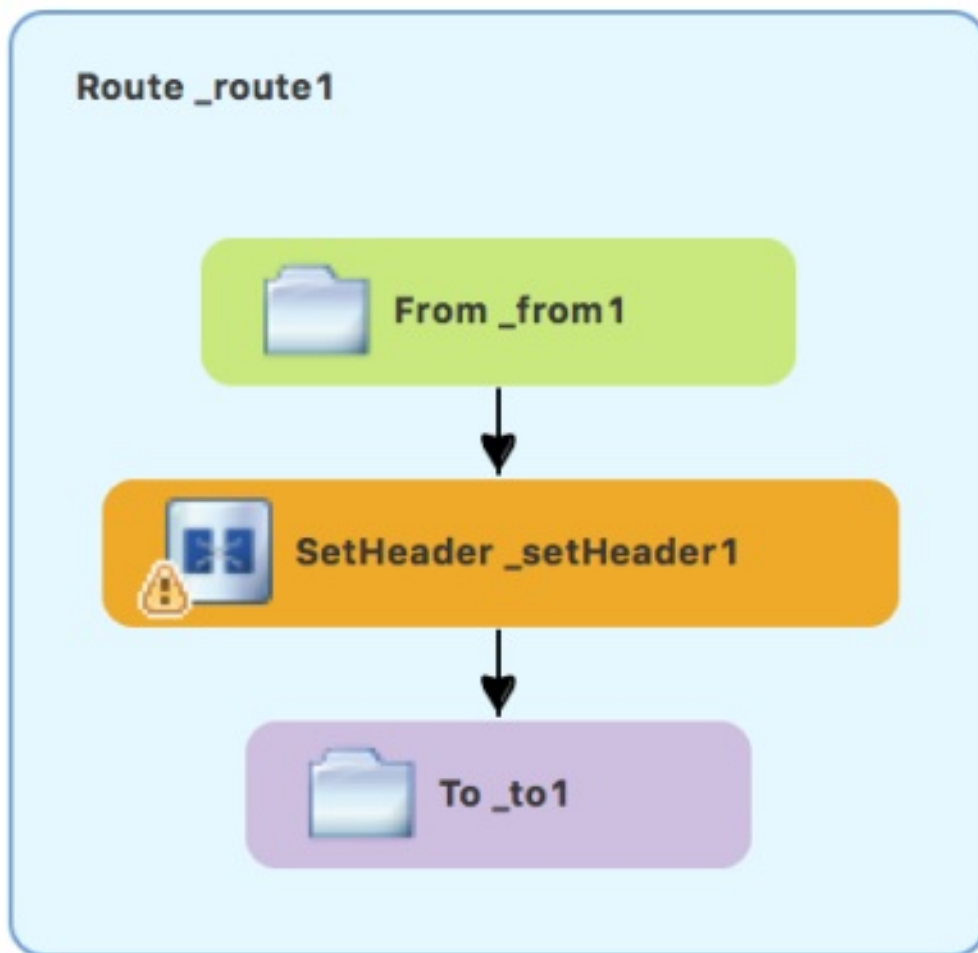 Route _route1
From _from1
SetHeader _setHeader1
To _to1